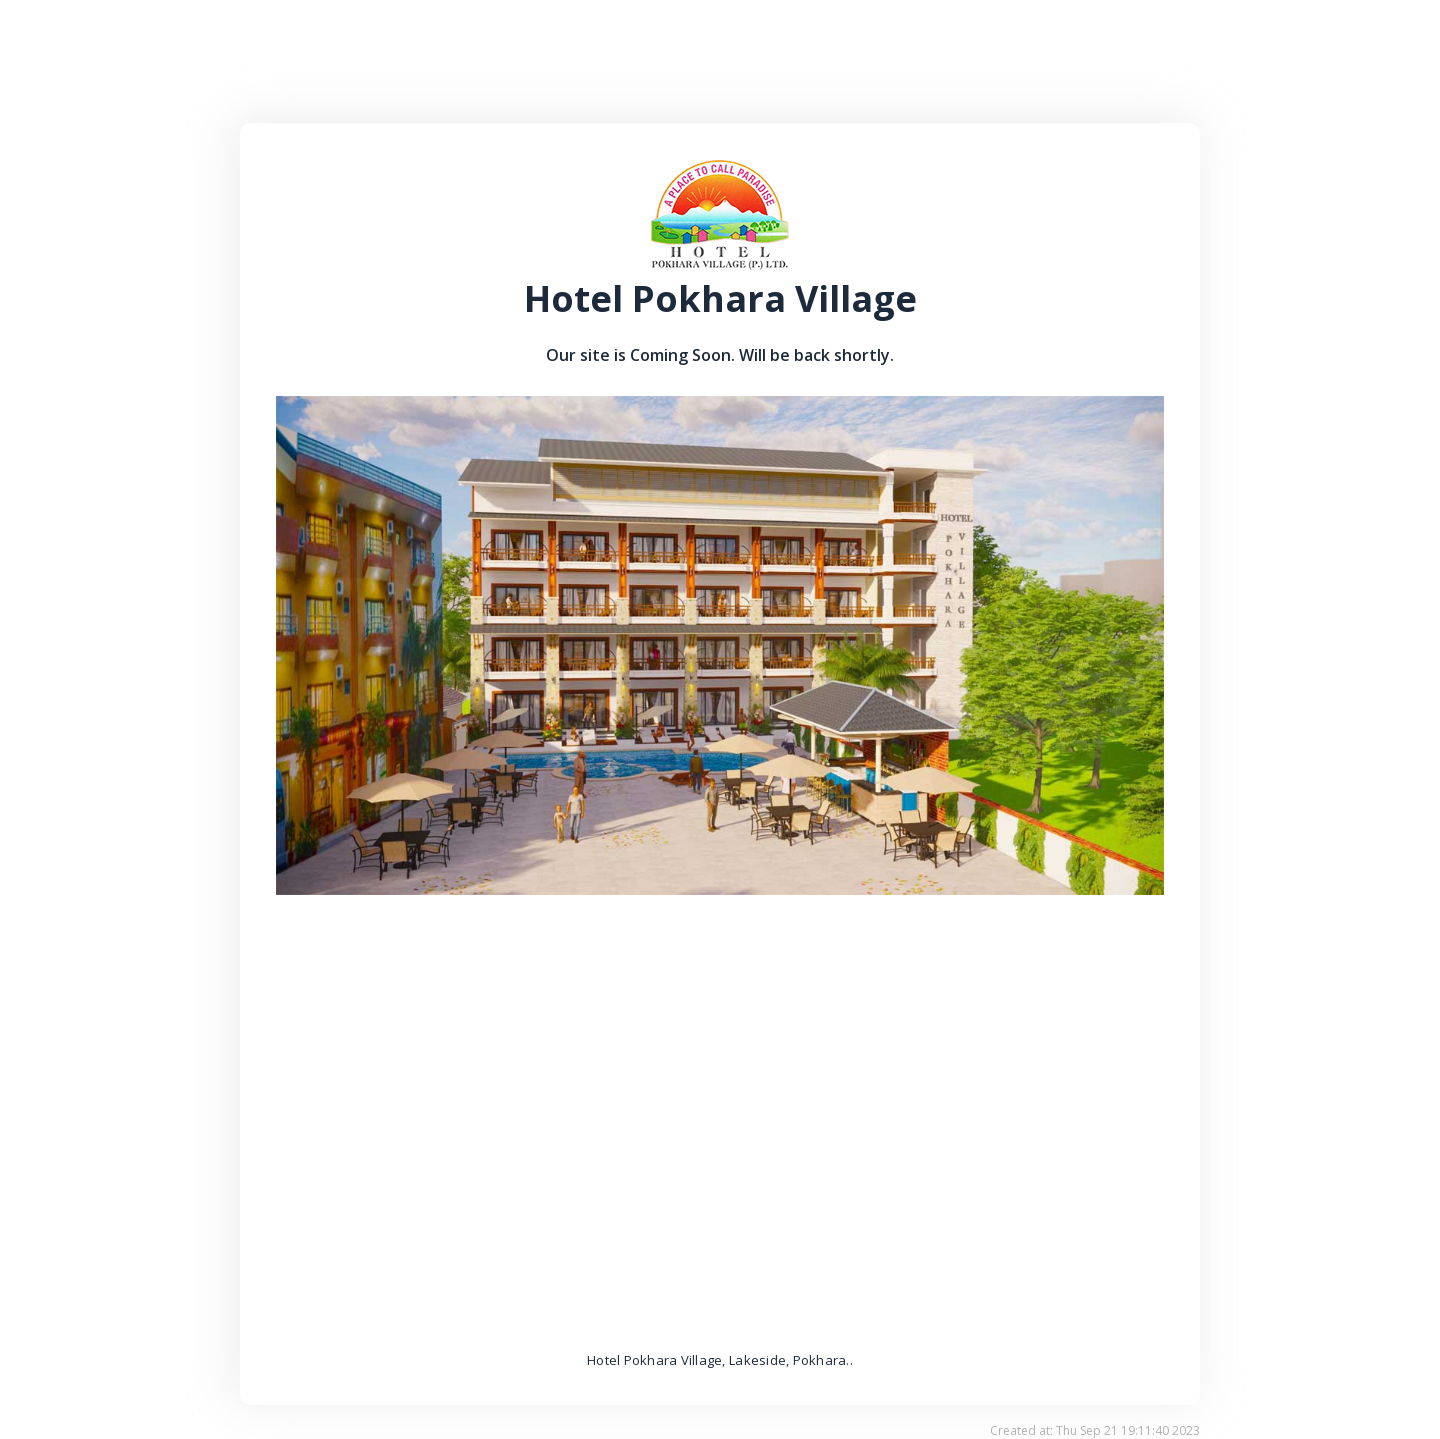 A PLACE TO CALL PARADISE
HOTEL
POKHARA VILLAGE (P.) LTD.
Hotel Pokhara Village
Our site is Coming Soon. Will be back shortly.
HOTEL
POKHARA
VILLAGE
Hotel Pokhara Village, Lakeside, Pokhara..
Created at: Thu Sep 21 19:11:40 2023